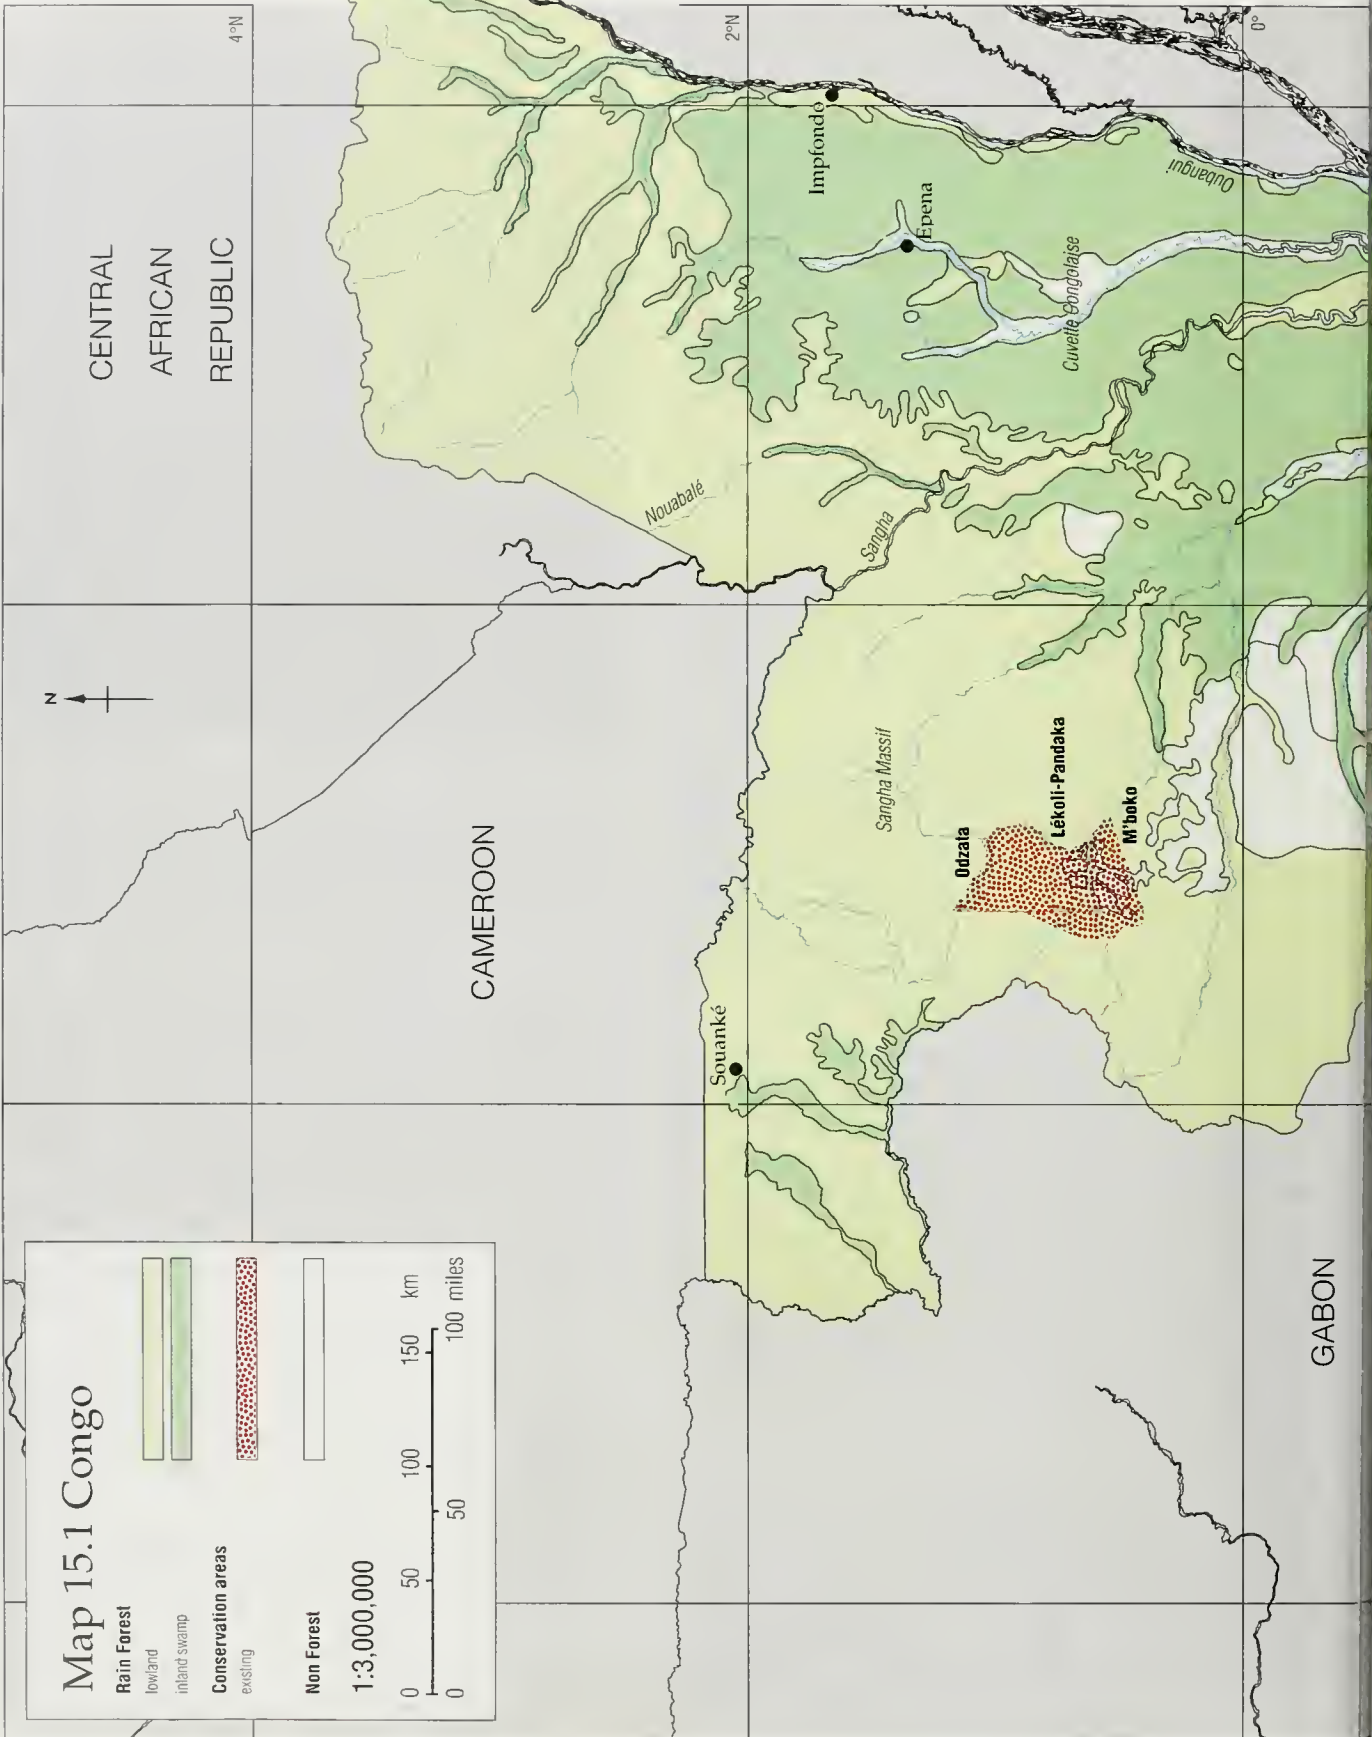 Map 15.1 Congo
Rain Forest
lowland
inland swamp
Conservation areas
existing
Non Forest
1:3,000,000
0 50 100 150 km
0 50 100 miles
N
CENTRAL
AFRICAN
REPUBLIC
4°N
CAMEROON
Nouabalé
Souanké
2°N
Impfondo
Sangha
Sangha Massif
Epena
Odzata
Lékoli-Pandaka
M'boko
Cuvette Congolaise
Oubangui
0°
GABON